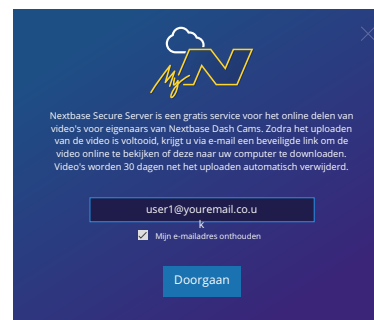 My N
Nextbase Secure Server is een gratis service voor het online delen van
video's voor eigenaars van Nextbase Dash Cams. Zodra het uploaden
van de video is voltooid, krijgt u via e-mail een beveiligde link om de
video online te bekijken of deze naar uw computer te downloaden.
Video's worden 30 dagen net het uploaden automatisch verwijderd.
user1@youremail.co.u
k
Mijn e-mailadres onthouden
Doorgaan